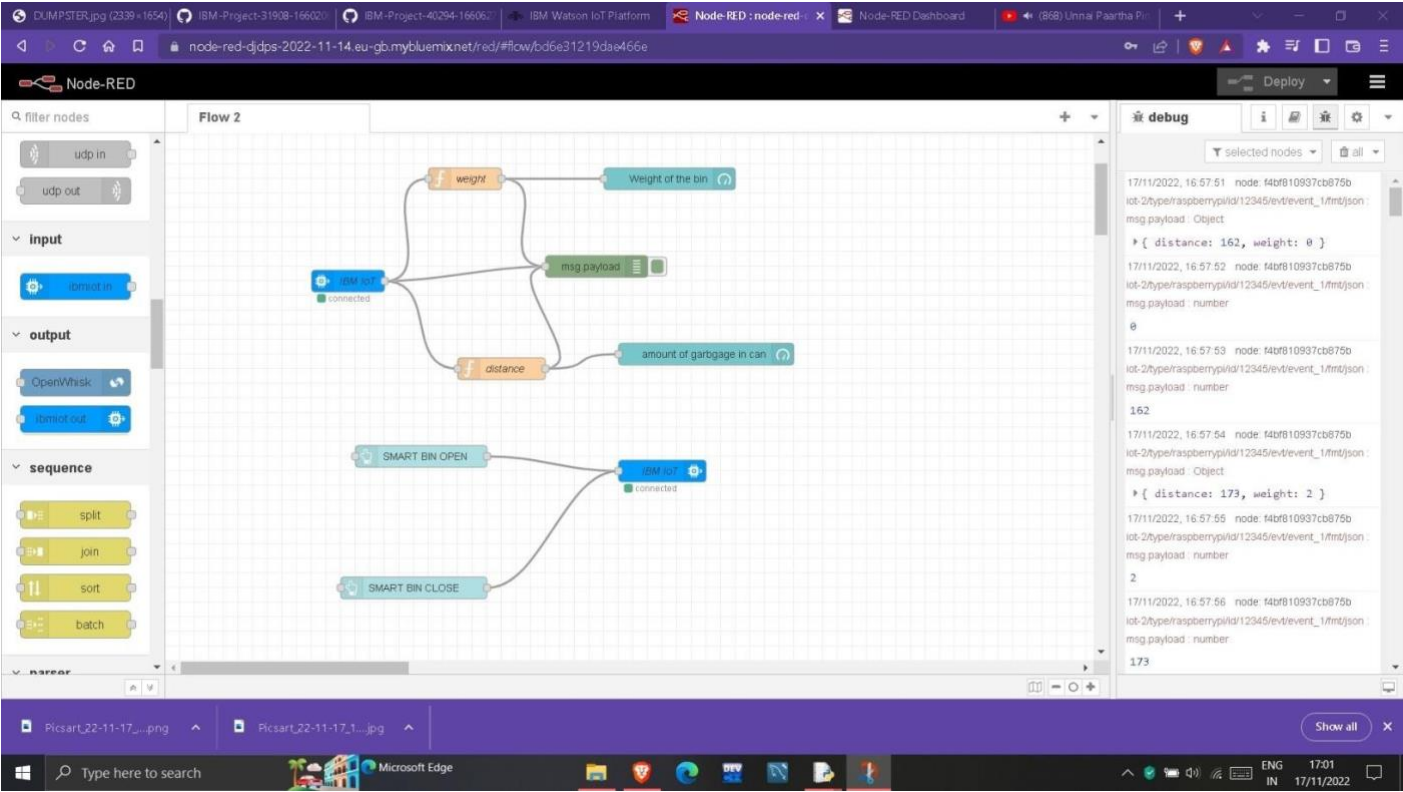 DUMPSTER.jpg (2339×1654)
IBM-Project-31908-166020
IBM-Project-40294-166062
IBM Watson IoT Platform
Node-RED : node-red-
Node-RED Dashboard
(868) Unnai Paartha Pin
node-red-djdps-2022-11-14.eu-gb.mybluemix.net/red/#flow/bd6e31219dae466e
Node-RED
Deploy
filter nodes
udp in
udp out
input
ibmiot in
output
OpenWhisk
ibmiot out
sequence
split
join
sort
batch
parser
Flow 2
weight
Weight of the bin
msg.payload
IBM IoT
connected
amount of garbgage in can
distance
SMART BIN OPEN
IBM IoT
connected
SMART BIN CLOSE
debug
selected nodes
all
17/11/2022, 16:57:51 node: f4bf810937cb875b
iot-2/type/raspberrypi/id/12345/evt/event_1/fmt/json :
msg.payload : Object
{ distance: 162, weight: 0 }
17/11/2022, 16:57:52 node: f4bf810937cb875b
iot-2/type/raspberrypi/id/12345/evt/event_1/fmt/json :
msg.payload : number
0
17/11/2022, 16:57:53 node: f4bf810937cb875b
iot-2/type/raspberrypi/id/12345/evt/event_1/fmt/json :
msg.payload : number
162
17/11/2022, 16:57:54 node: f4bf810937cb875b
iot-2/type/raspberrypi/id/12345/evt/event_1/fmt/json :
msg.payload : Object
{ distance: 173, weight: 2 }
17/11/2022, 16:57:55 node: f4bf810937cb875b
iot-2/type/raspberrypi/id/12345/evt/event_1/fmt/json :
msg.payload : number
2
17/11/2022, 16:57:56 node: f4bf810937cb875b
iot-2/type/raspberrypi/id/12345/evt/event_1/fmt/json :
msg.payload : number
173
Picsart_22-11-17_....png
Picsart_22-11-17_1....jpg
Show all
Type here to search
Microsoft Edge
DEV
ENG
IN
17:01
17/11/2022